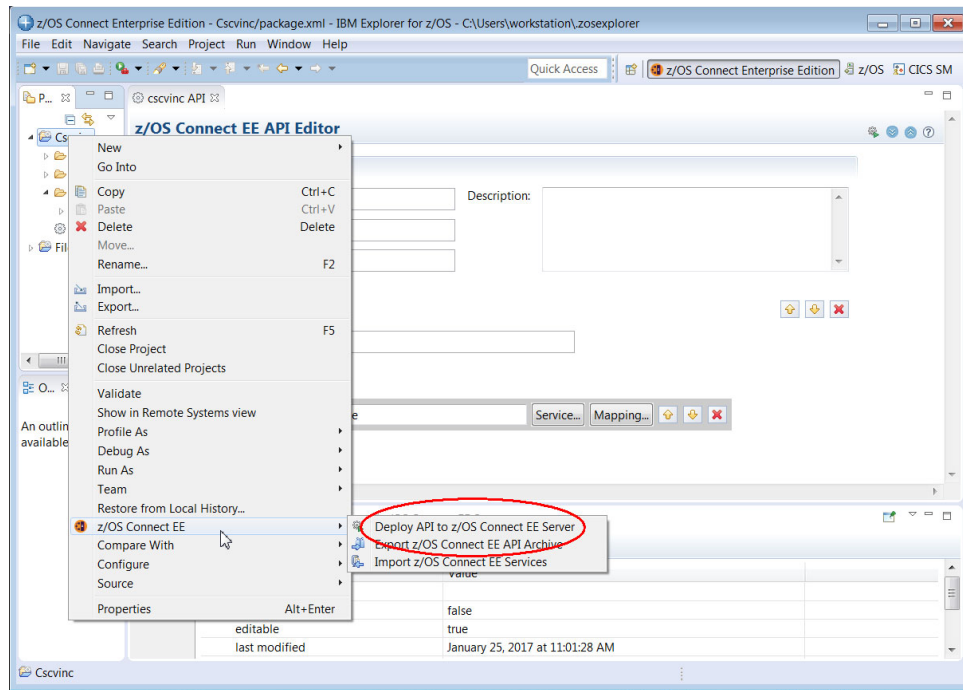 z/OS Connect Enterprise Edition - Cscvinc/package.xml - IBM Explorer for z/OS - C:\Users\workstation\.zosexplorer
File Edit Navigate Search Project Run Window Help
Quick Access z/OS Connect Enterprise Edition z/OS CICS SM
P... cscvinc API
z/OS Connect EE API Editor
Description:
New
Go Into
Copy Ctrl+C
Paste Ctrl+V
Delete Delete
Move...
Rename... F2
Import...
Export...
Refresh F5
Close Project
Close Unrelated Projects
Validate
Show in Remote Systems view
Profile As
Debug As
Run As
Team
Restore from Local History...
z/OS Connect EE
Compare With
Configure
Source
Properties Alt+Enter
Fil
O...
An outlin
available
Service... Mapping...
Deploy API to z/OS Connect EE Server
Export z/OS Connect EE API Archive
Import z/OS Connect EE Services
false
editable true
last modified January 25, 2017 at 11:01:28 AM
Cscvinc